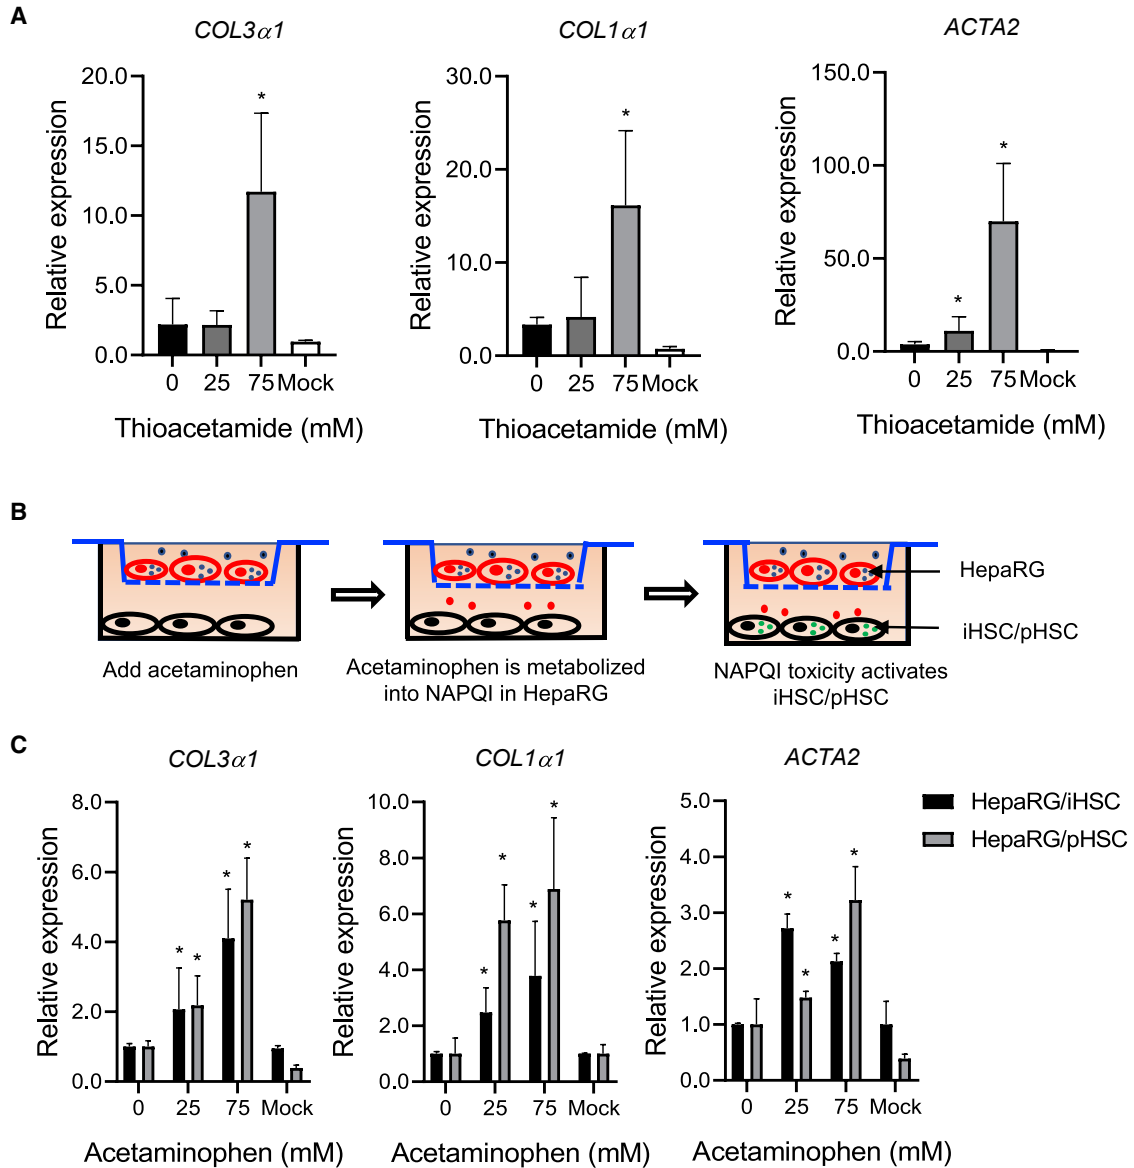 A
COL3α1
COL1α1
ACTA2
Relative expression
20.0
15.0
10.0
5.0
0.0
*
0 25 75 Mock
Thioacetamide (mM)
Relative expression
30.0
20.0
10.0
0.0
*
0 25 75 Mock
Thioacetamide (mM)
Relative expression
150.0
100.0
50.0
0.0
*
*
0 25 75 Mock
Thioacetamide (mM)
B
HepaRG
iHSC/pHSC
Add acetaminophen
Acetaminophen is metabolized
into NAPQI in HepaRG
NAPQI toxicity activates
iHSC/pHSC
C
COL3α1
COL1α1
ACTA2
HepaRG/iHSC
HepaRG/pHSC
Relative expression
8.0
6.0
4.0
2.0
0.0
* * * *
0 25 75 Mock
Acetaminophen (mM)
Relative expression
10.0
8.0
6.0
4.0
2.0
0.0
* * * *
0 25 75 Mock
Acetaminophen (mM)
Relative expression
5.0
4.0
3.0
2.0
1.0
0.0
* * * *
0 25 75 Mock
Acetaminophen (mM)